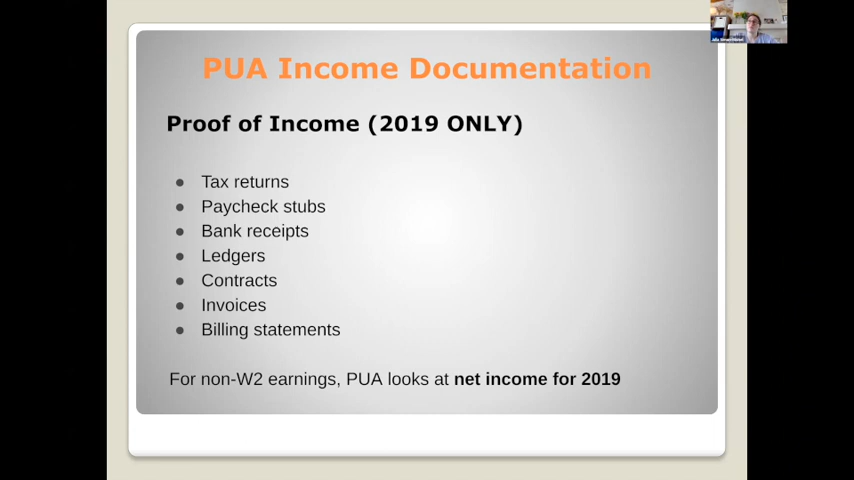 PUA Income Documentation
Proof of Income (2019 ONLY)
● Tax returns
● Paycheck stubs
● Bank receipts
● Ledgers
● Contracts
● Invoices
● Billing statements
For non-W2 earnings, PUA looks at net income for 2019